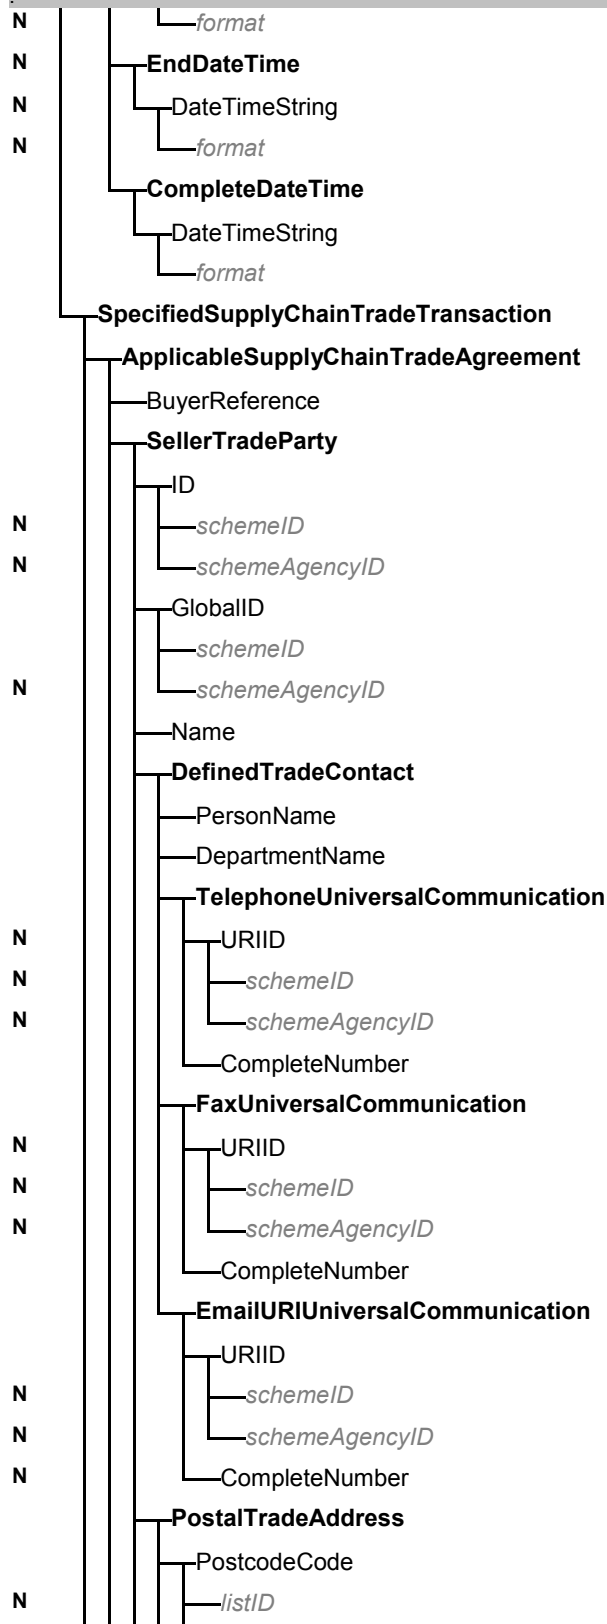 N format
N EndDateTime
N DateTimeString
N format
CompleteDateTime
DateTimeString
format
SpecifiedSupplyChainTradeTransaction
ApplicableSupplyChainTradeAgreement
BuyerReference
SellerTradeParty
ID
N schemeID
N schemeAgencyID
GlobalID
schemeID
N schemeAgencyID
Name
DefinedTradeContact
PersonName
DepartmentName
TelephoneUniversalCommunication
N URIID
N schemeID
N schemeAgencyID
CompleteNumber
FaxUniversalCommunication
N URIID
N schemeID
N schemeAgencyID
CompleteNumber
EmailURIUniversalCommunication
URIID
N schemeID
N schemeAgencyID
N CompleteNumber
PostalTradeAddress
PostcodeCode
N listID